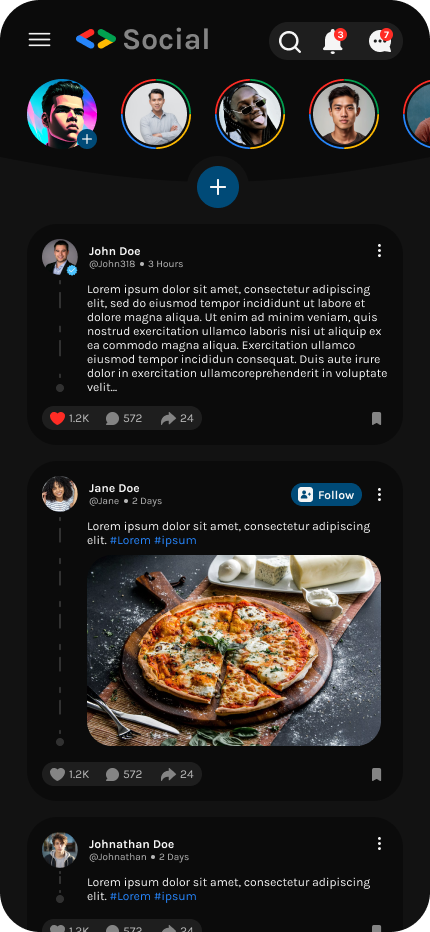 Social
3
7
John Doe
@John318 • 3 Hours
Lorem ipsum dolor sit amet, consectetur adipiscing
elit, sed do eiusmod tempor incididunt ut labore et
dolore magna aliqua. Ut enim ad minim veniam, quis
nostrud exercitation ullamco laboris nisi ut aliquip ex
ea commodo magna aliqua. Exercitation ullamco
eiusmod tempor incididun consequat. Duis aute irure
dolor in exercitation ullamcoreprehenderit in voluptate
velit...
1.2K 572 24
Jane Doe
@Jane • 2 Days
Follow
Lorem ipsum dolor sit amet, consectetur adipiscing
elit. #Lorem #ipsum
1.2K 572 24
Johnathan Doe
@Johnathan • 2 Days
Lorem ipsum dolor sit amet, consectetur adipiscing
elit. #Lorem #ipsum
1.2K 572 24